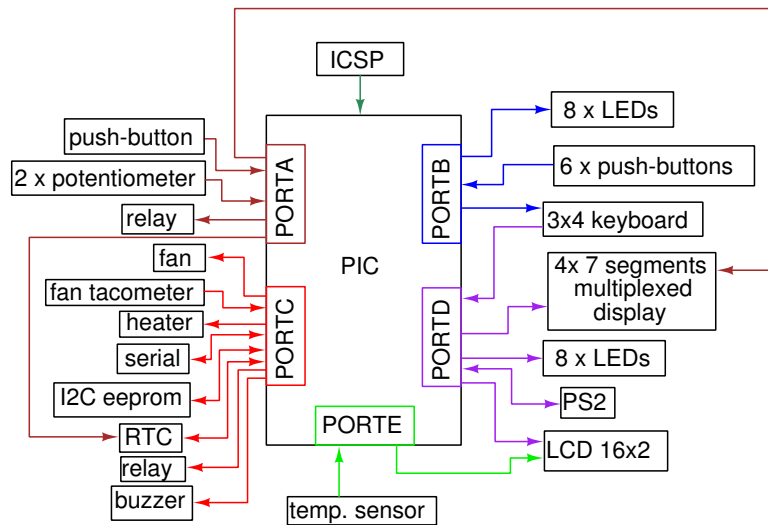 ICSP
push-button
2 x potentiometer
relay
PORTA
fan
fan tacometer
heater
serial
I2C eeprom
RTC
relay
buzzer
PORTC
PIC
PORTB
8 x LEDs
6 x push-buttons
3x4 keyboard
PORTD
4x 7 segments
multiplexed
display
8 x LEDs
PS2
LCD 16x2
PORTE
temp. sensor